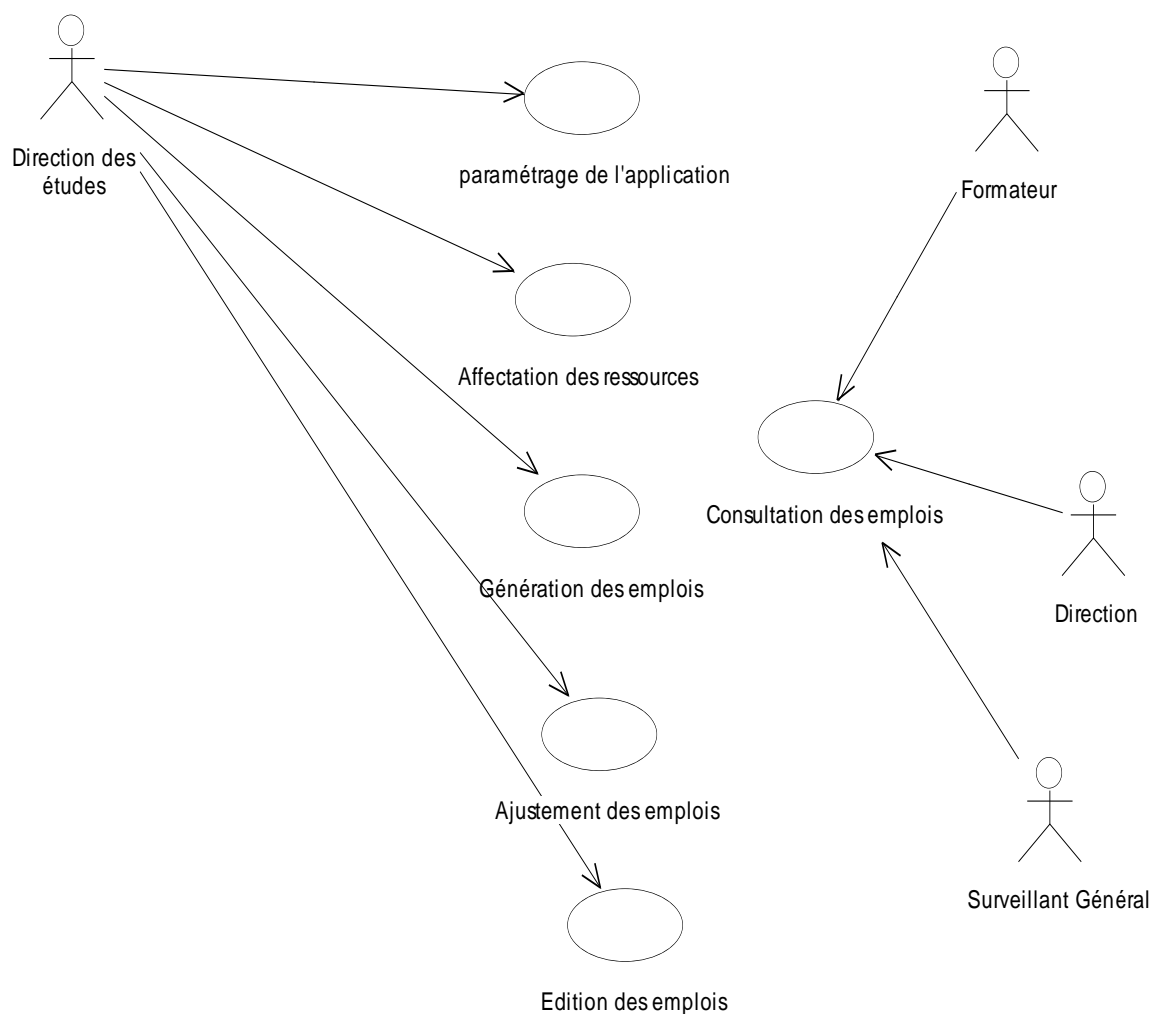 Direction des
études
paramétrage de l'application
Formateur
Affectation des ressources
Consultation des emplois
Génération des emplois
Direction
Ajustement des emplois
Surveillant Général
Edition des emplois